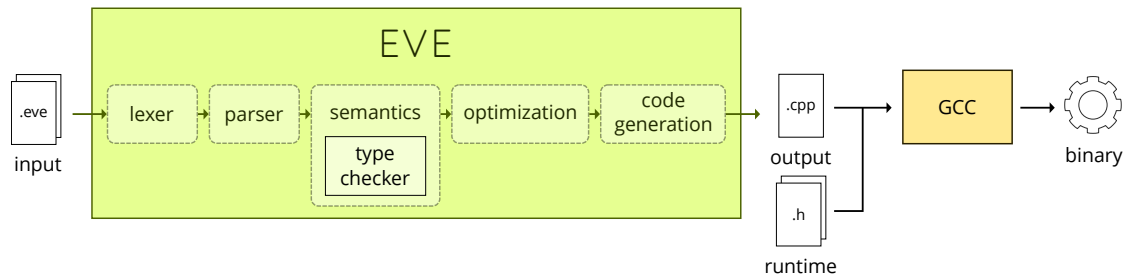 EVE
.eve
input
lexer
parser
semantics
type
checker
optimization
code
generation
.cpp
output
.h
runtime
GCC
binary